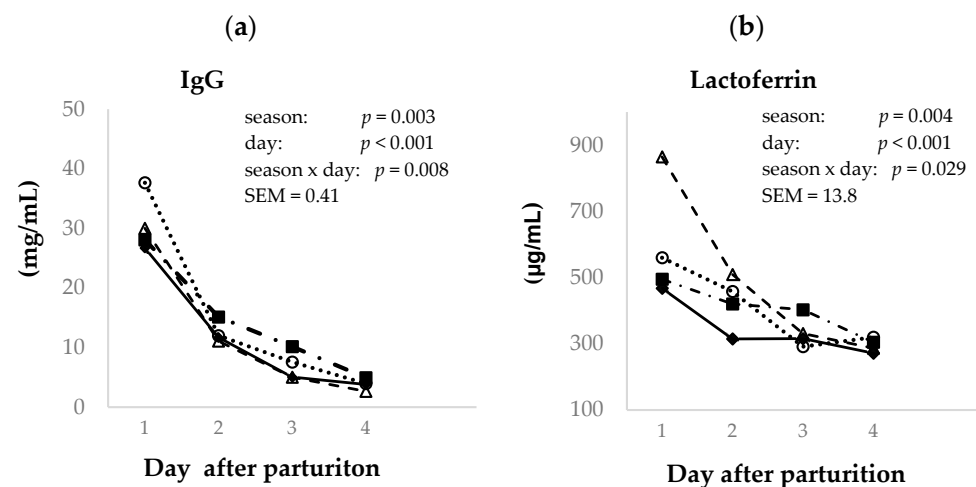 (a)
IgG
season: p = 0.003
day: p < 0.001
season x day: p = 0.008
SEM = 0.41
50
40
30
20
10
0
(mg/mL)
1 2 3 4
Day after parturiton
(b)
Lactoferrin
season: p = 0.004
day: p < 0.001
season x day: p = 0.029
SEM = 13.8
900
700
500
300
100
(µg/mL)
1 2 3 4
Day after parturition